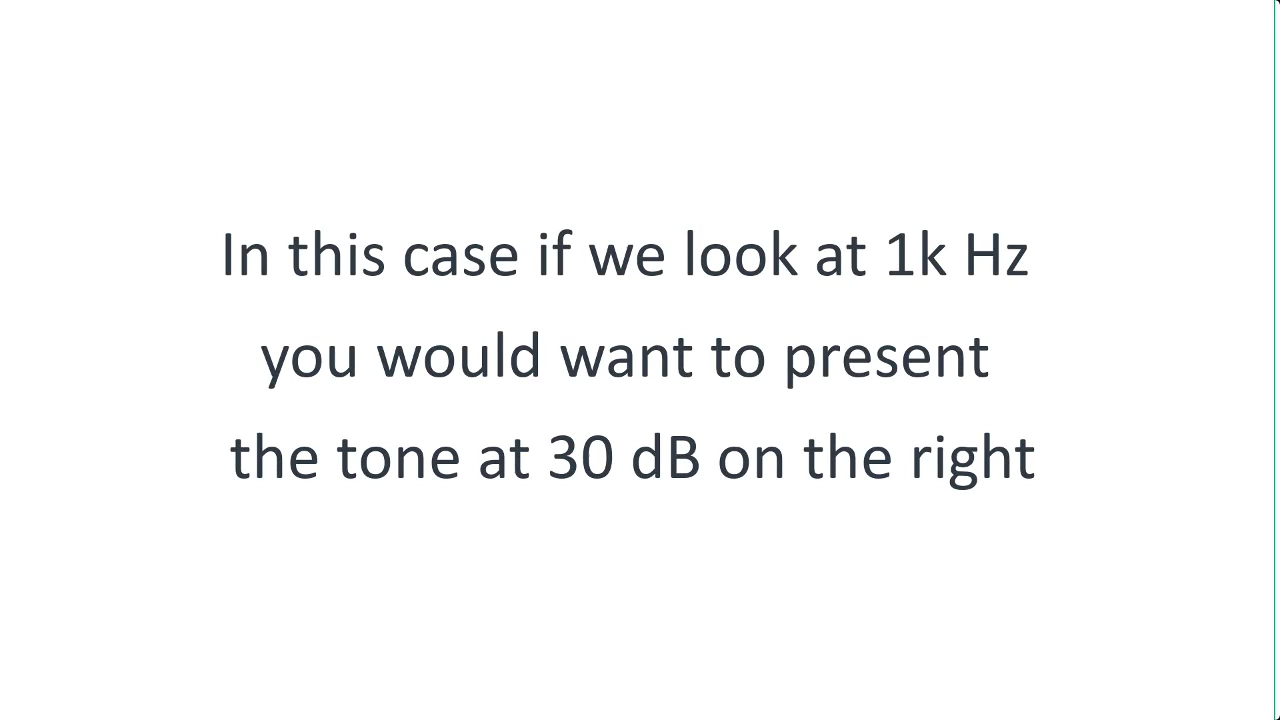 In this case if we look at 1k Hz
you would want to present
the tone at 30 dB on the right